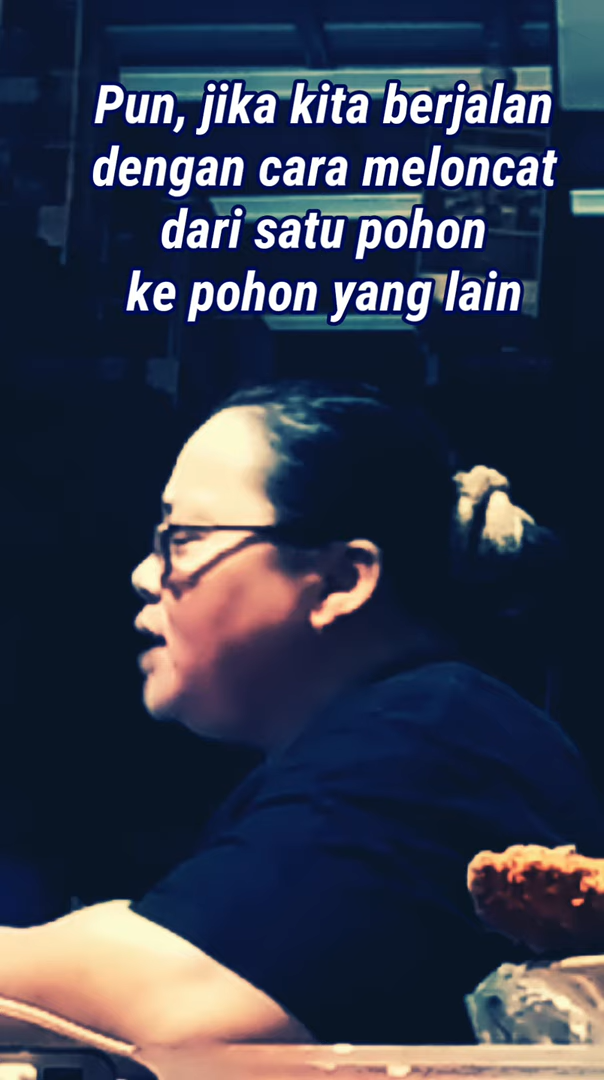 Pun, jika kita berjalan
dengan cara meloncat
dari satu pohon
ke pohon yang lain